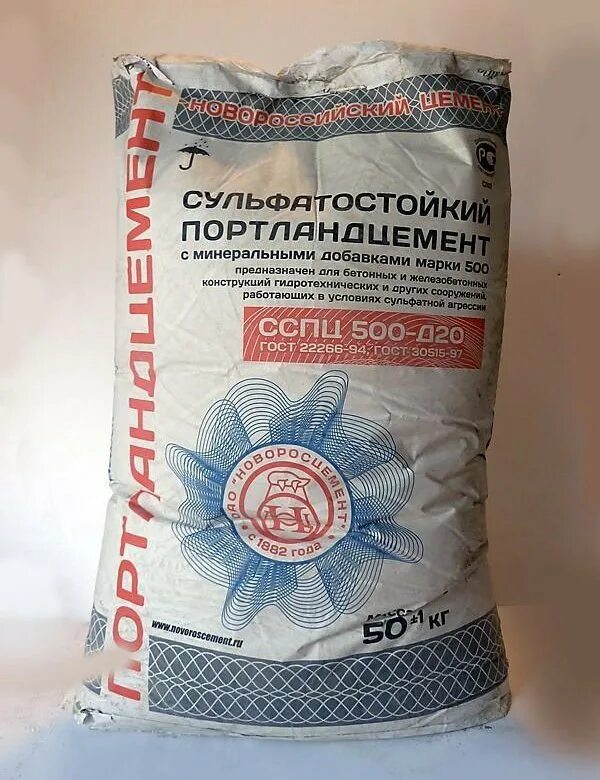 НОВОРОССИЙСКИЙ ЦЕМЕНТ
ПОРТЛАНДЦЕМЕНТ
СУЛЬФАТОСТОЙКИЙ
ПОРТЛАНДЦЕМЕНТ
с минеральными добавками марки 500
предназначен для бетонных и железобетонных
конструкций гидротехнических и других сооружений,
работающих в условиях сульфатной агрессии
ССПЦ 500-Д20
ГОСТ 22266-94, ГОСТ 30515-97
ОАО "НОВОРОСЦЕМЕНТ"
с 1882 года
www.novoroscement.ru
МАССА
50±1 КГ